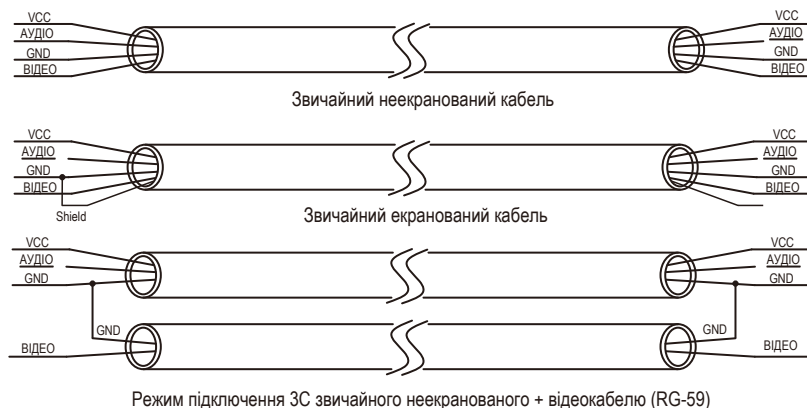 VCC
АУДІО
GND
ВІДЕО
VCC
АУДІО
GND
ВІДЕО
Звичайний неекранований кабель
VCC
АУДІО
GND
ВІДЕО
Shield
VCC
АУДІО
GND
ВІДЕО
Звичайний екранований кабель
VCC
АУДІО
GND
GND
ВІДЕО
VCC
АУДІО
GND
GND
ВІДЕО
Режим підключення 3C звичайного неекранованого + відеокабелю (RG-59)